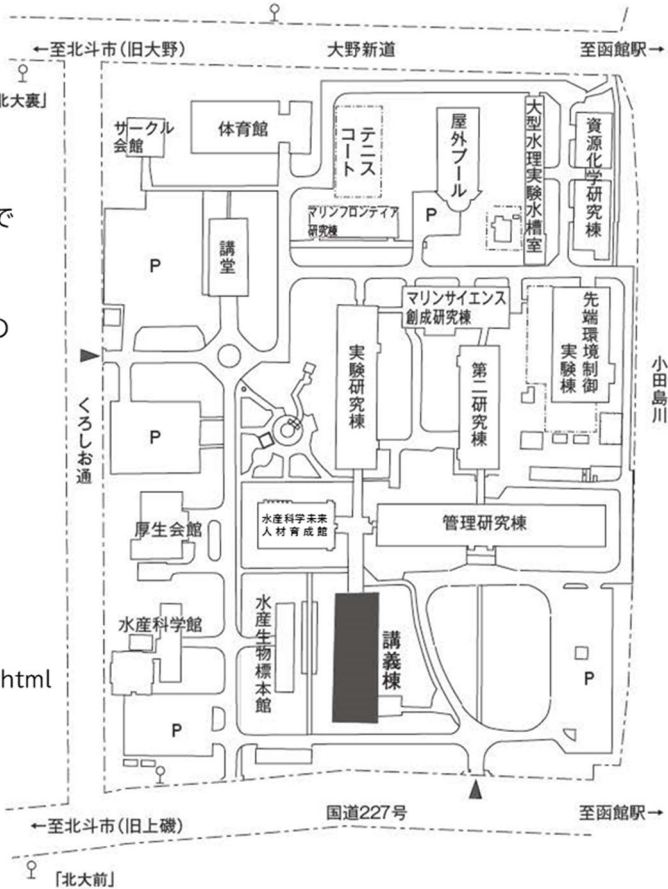 ←至北斗市（旧大野）
大野新道
至函館駅→
北大裏」
サークル
会館
体育館
テニス
コート
屋外プール
大型水理実験水槽室
資源化学研究棟
で
マリンフロンティア
研究棟
P
講堂
P
の
マリンサイエンス
創成研究棟
先端環境制御
実験棟
実験研究棟
第二研究棟
小田島川
くろしお通
P
厚生会館
水産科学未来
人材育成館
管理研究棟
水産科学館
水産生物標本館
講義棟
html
P
P
国道227号
←至北斗市（旧上磯）
至函館駅→
「北大前」